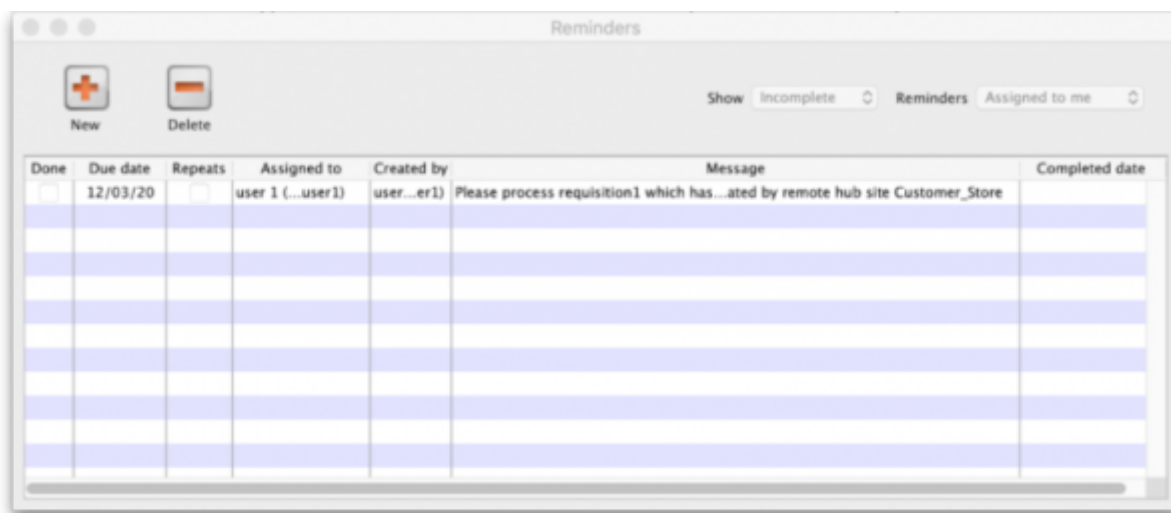 Reminders
New Delete Show Incomplete Reminders Assigned to me
Done Due date Repeats Assigned to Created by Message Completed date
12/03/20 user 1 (...user1) user...er1) Please process requisition1 which has...ated by remote hub site Customer_Store